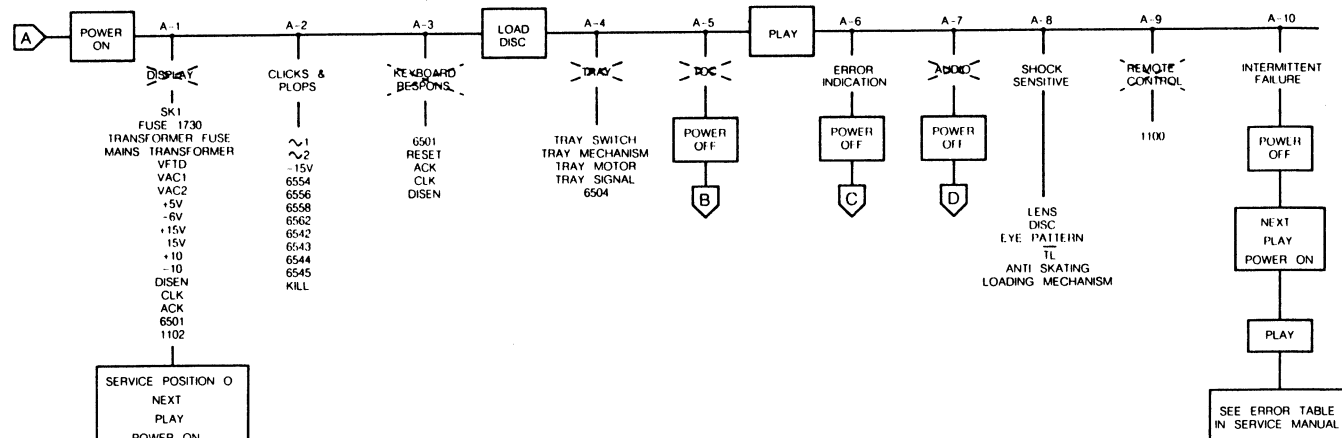 A
POWER
ON
A-1
A-2
A-3
LOAD
DISC
A-4
A-5
PLAY
A-6
A-7
A-8
A-9
A-10
DISPLAY
SK1
FUSE 1730
TRANSFORMER FUSE
MAINS TRANSFORMER
VFTD
VAC1
VAC2
+5V
-6V
+15V
15V
+10
-10
DISEN
CLK
ACK
6501
1102
SERVICE POSITION O
NEXT
PLAY
POWER ON
CLICKS &
PLOPS
~1
~2
-15V
6554
6556
6558
6562
6542
6543
6544
6545
KILL
KEYBOARD
RESPONS
6501
RESET
ACK
CLK
DISEN
TRAY
TRAY SWITCH
TRAY MECHANISM
TRAY MOTOR
TRAY SIGNAL
6504
TOC
POWER
OFF
B
ERROR
INDICATION
POWER
OFF
C
AUDIO
POWER
OFF
D
SHOCK
SENSITIVE
LENS
DISC
EYE PATTERN
TL
ANTI SKATING
LOADING MECHANISM
REMOTE
CONTROL
1100
INTERMITTENT
FAILURE
POWER
OFF
NEXT
PLAY
POWER ON
PLAY
SEE ERROR TABLE
IN SERVICE MANUAL